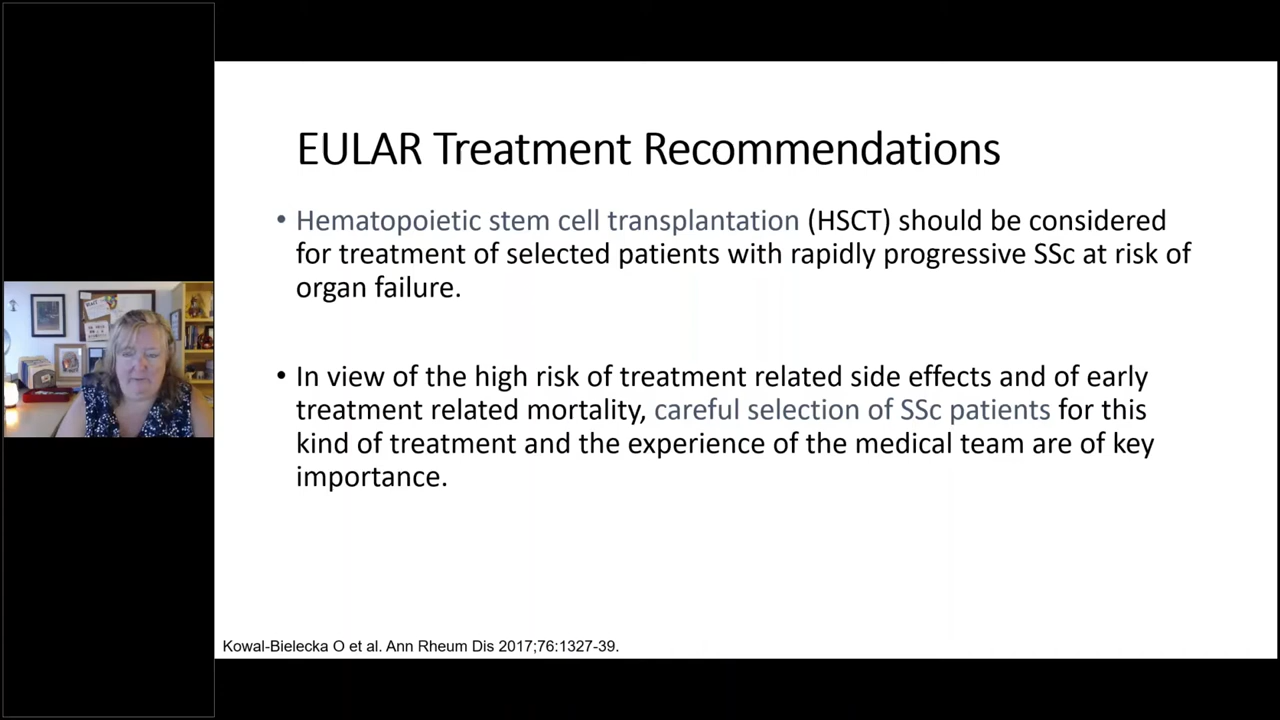 EULAR Treatment Recommendations
• Hematopoietic stem cell transplantation (HSCT) should be considered
for treatment of selected patients with rapidly progressive SSc at risk of
organ failure.
• In view of the high risk of treatment related side effects and of early
treatment related mortality, careful selection of SSc patients for this
kind of treatment and the experience of the medical team are of key
importance.
Kowal-Bielecka O et al. Ann Rheum Dis 2017;76:1327-39.